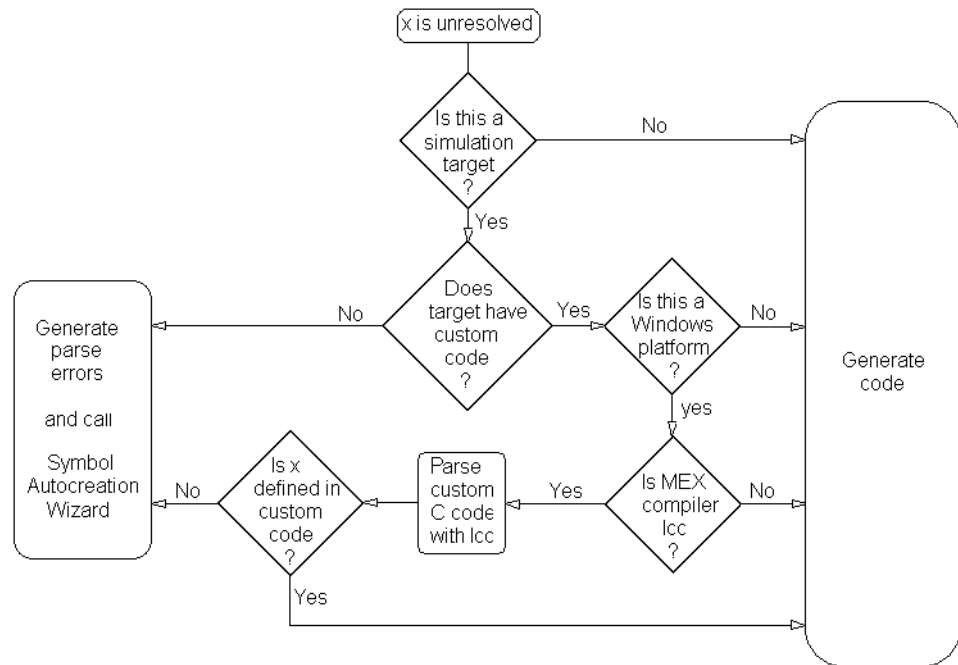 x is unresolved
Is this a
simulation
target
?
No
Yes
Does
target have
custom
code
?
No
Yes
Is this a
Windows
platform
?
No
yes
Generate
parse
errors
and call
Symbol
Autocreation
Wizard
Generate
code
Is MEX
compiler
lcc
?
No
Yes
Parse
custom
C code
with lcc
Is x
defined in
custom
code
?
No
Yes